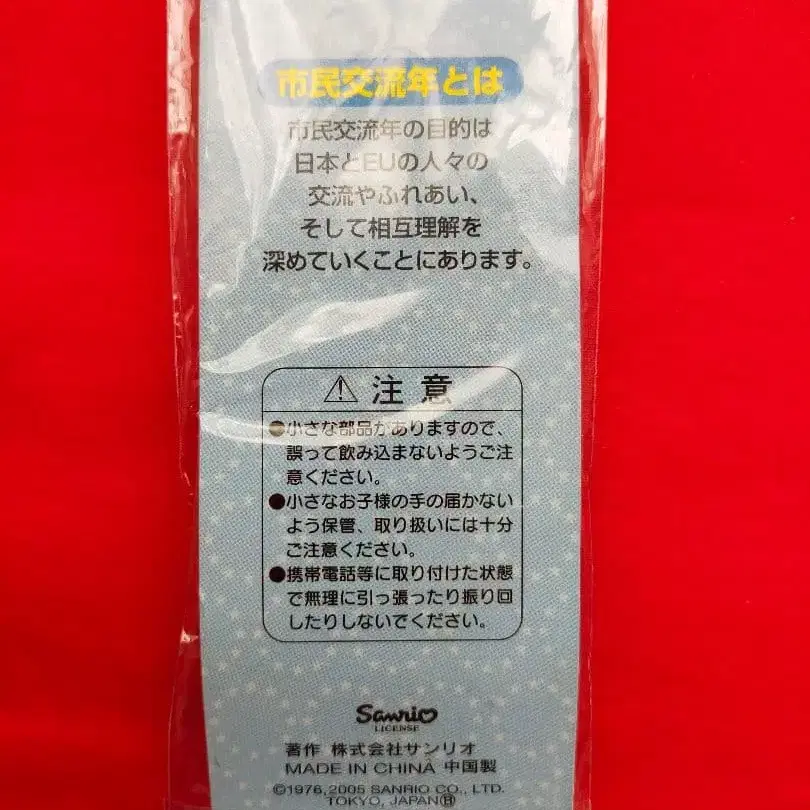 市民交流年とは
市民交流年の目的は
日本とEUの人々の
交流やふれあい、
そして相互理解を
深めていくことにあります。
注意
●小さな部品がありますので、
誤って飲み込まないようご注
意ください。
●小さなお子様の手の届かない
よう保管、取り扱いには十分
ご注意ください。
●携帯電話等に取り付けた状態
で無理に引っ張ったり振り回
したりしないでください。
Sanrio
LICENSE
著作 株式会社サンリオ
MADE IN CHINA 中国製
©1976, 2005 SANRIO CO., LTD.
TOKYO, JAPAN Ⓗ